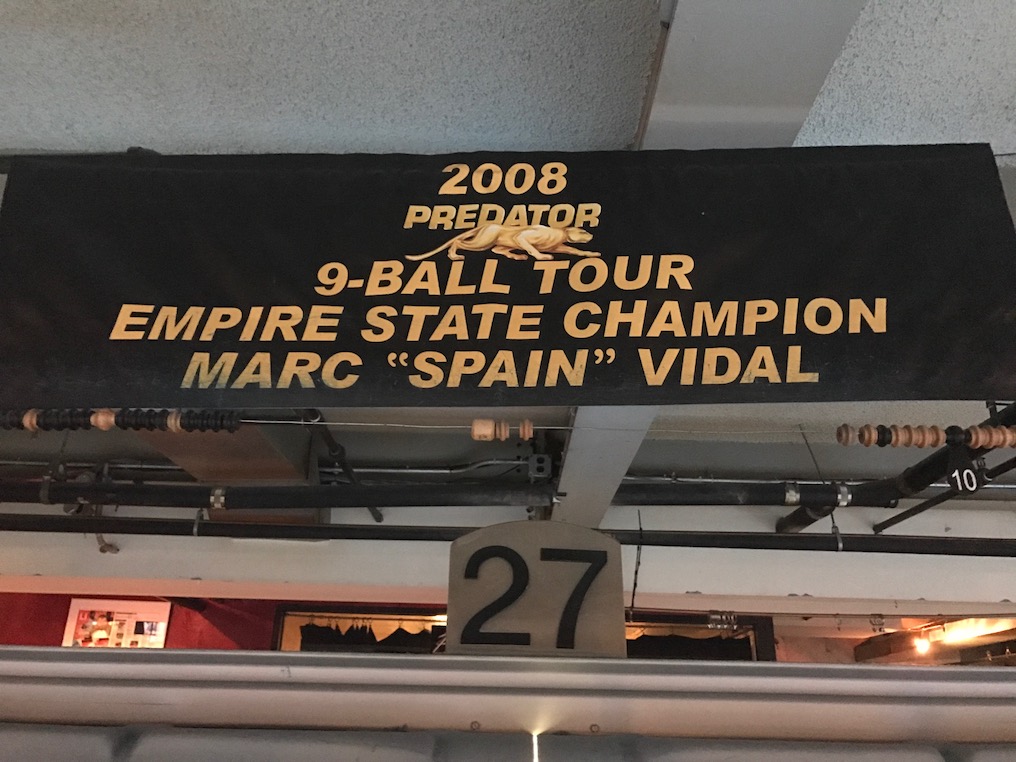 2008
PREDATOR
9-BALL TOUR
EMPIRE STATE CHAMPION
MARC “SPAIN” VIDAL
10
27